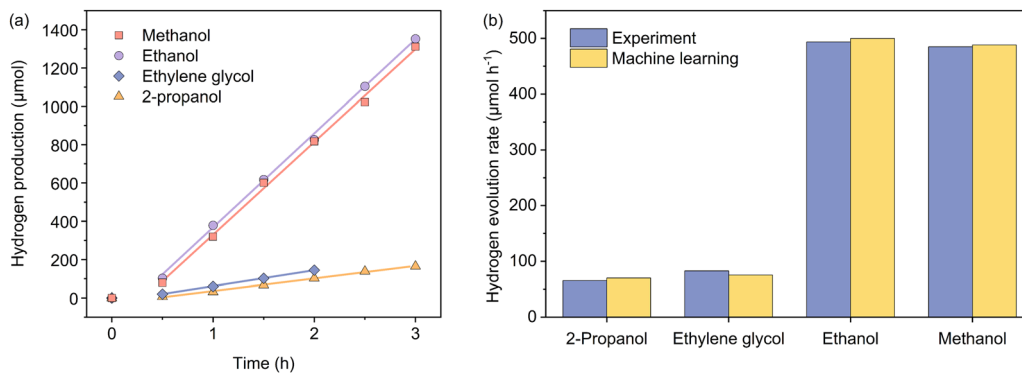 (a)
Methanol
Ethanol
Ethylene glycol
2-propanol
1400
1200
1000
800
600
400
200
0
0
1
2
3
Hydrogen production (μmol)
Time (h)
(b)
Experiment
Machine learning
500
400
300
200
100
50
0
2-Propanol
Ethylene glycol
Ethanol
Methanol
Hydrogen evolution rate (μmol h⁻¹)